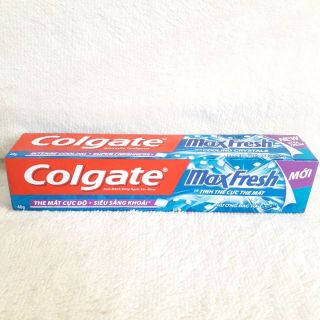 Colgate®
MaxFresh
COOLING CRYSTALS
NEW
INTENSE COOLING • SUPER FRESHNESS
Colgate®
MaxFresh
MỚI
TINH THỂ CỰC THE MÁT
THE MÁT CỰC ĐỘ • SIÊU SẢNG KHOÁI